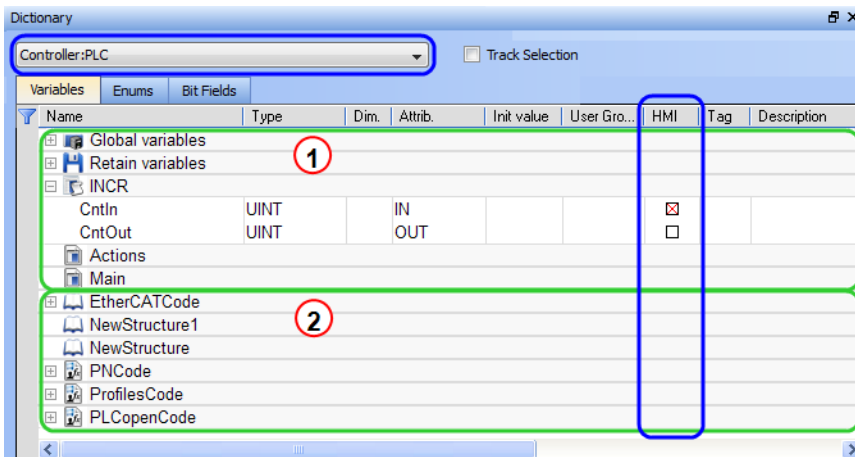 Dictionary
Controller:PLC Track Selection
Variables Enums Bit Fields
Name Type Dim. Attrib. Init value User Gro... HMI Tag Description
Global variables
1
Retain variables
INCR
CntIn UINT IN
CntOut UINT OUT
Actions
Main
EtherCATCode
2
NewStructure1
NewStructure
PNCode
ProfilesCode
PLCopenCode